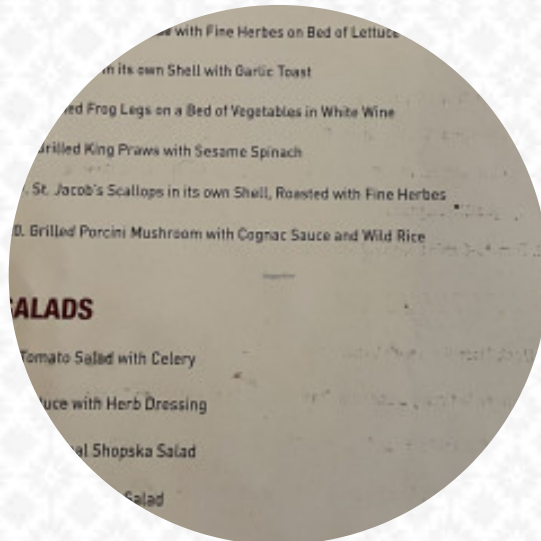 with Fine Herbes on Bed of Lettuce
in its own Shell with Garlic Toast
Frog Legs on a Bed of Vegetables in White Wine
Grilled King Praws with Sesame Spinach
. St. Jacob's Scallops in its own Shell, Roasted with Fine Herbes
0. Grilled Porcini Mushroom with Cognac Sauce and Wild Rice
SALADS
Tomato Salad with Celery
with Herb Dressing
Shopska Salad
Salad